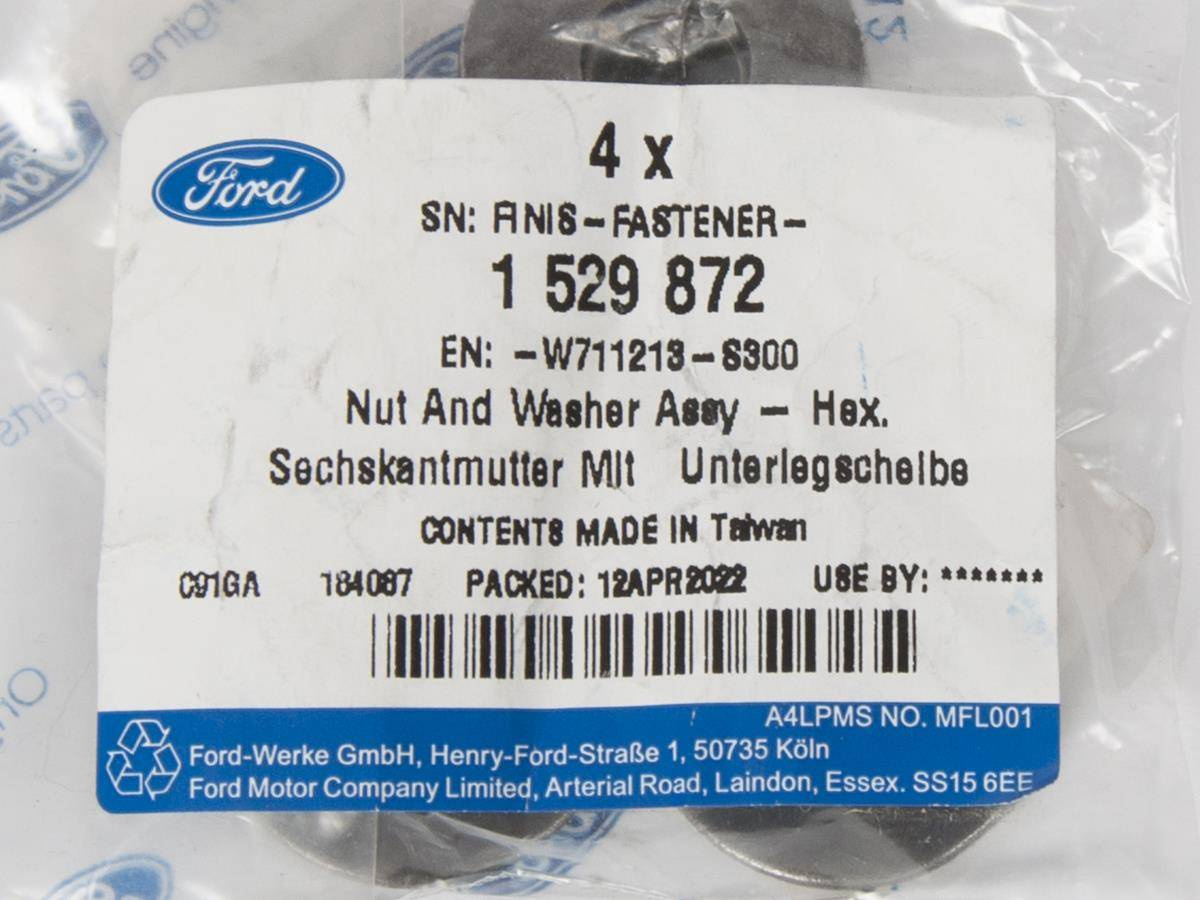 Ford
4 x
SN: FINIS-FASTENER-
1 529 872
EN: -W711213-S300
Nut And Washer Assy - Hex.
Sechskantmutter Mit Unterlegscheibe
CONTENTS MADE IN Taiwan
C91GA 184087 PACKED: 12APR2022 USE BY: *******
A4LPMS NO. MFL001
Ford-Werke GmbH, Henry-Ford-Straße 1, 50735 Köln
Ford Motor Company Limited, Arterial Road, Laindon, Essex. SS15 6EE